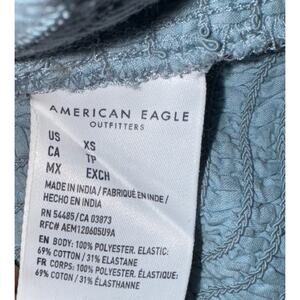 AMERICAN EAGLE
OUTFITTERS
US XS
CA TP
MX EXCH
MADE IN INDIA / FABRIQUÉ EN INDE /
HECHO EN INDIA
RN 54485 / CA 03873
RFC# AEM120605U9A
EN BODY: 100% POLYESTER. ELASTIC:
69% COTTON / 31% ELASTANE
FR CORPS: 100% POLYESTER. ÉLASTIQUE:
69% COTON / 31% ÉLASTHANNE